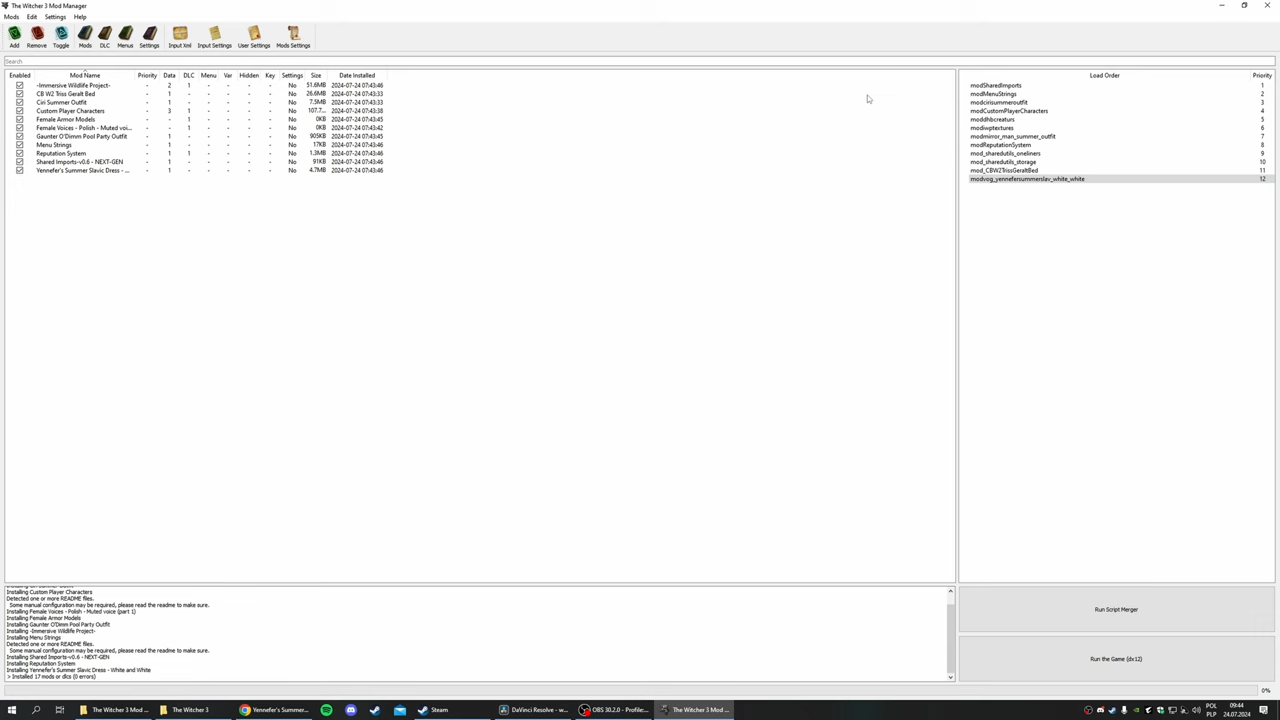 The Witcher 3 Mod Manager
Mods Edit Settings Help
Add Remove Toggle Mods DLC Menus Settings Input Xml Input Settings User Settings Mods Settings
Search
Enabled Mod Name Priority Data DLC Menu Var Hidden Key Settings Size Date Installed
-Immersive Wildlife Project- - 2 1 - - - - No 51.6MB 2024-07-24 07:43:46
CB W2 Triss Geralt Bed - 1 - - - - - No 26.6MB 2024-07-24 07:43:33
Ciri Summer Outfit - 1 - - - - - No 7.5MB 2024-07-24 07:43:33
Custom Player Characters - 3 1 - - - - No 107.7... 2024-07-24 07:43:38
Female Armor Models - - 1 - - - - No 0KB 2024-07-24 07:43:45
Female Voices - Polish - Muted voi... - - 1 - - - - No 0KB 2024-07-24 07:43:42
Gaunter O'Dimm Pool Party Outfit - 1 - - - - - No 905KB 2024-07-24 07:43:45
Menu Strings - 1 - - - - - No 17KB 2024-07-24 07:43:46
Reputation System - 1 1 - - - - No 1.3MB 2024-07-24 07:43:46
Shared Imports-v0.6 - NEXT-GEN - 1 - - - - - No 91KB 2024-07-24 07:43:46
Yennefer's Summer Slavic Dress - ... - 1 - - - - - No 4.7MB 2024-07-24 07:43:46
Load Order Priority
modSharedImports 1
modMenuStrings 2
modcirisummeroutfit 3
modCustomPlayerCharacters 4
moddhbcreaturs 5
modiwptextures 6
modmirror_man_summer_outfit 7
modReputationSystem 8
mod_sharedutils_oneliners 9
mod_sharedutils_storage 10
mod_CBW2TrissGeraltBed 11
modvog_yennefersummerslav_white_white 12
Installing Custom Player Characters
Detected one or more README files.
Some manual configuration may be required, please read the readme to make sure.
Installing Female Voices - Polish - Muted voice (part 1)
Installing Female Armor Models
Installing Gaunter O'Dimm Pool Party Outfit
Installing -Immersive Wildlife Project-
Installing Menu Strings
Detected one or more README files.
Some manual configuration may be required, please read the readme to make sure.
Installing Shared Imports-v0.6 - NEXT-GEN
Installing Reputation System
Installing Yennefer's Summer Slavic Dress - White and White
> Installed 17 mods or dlcs (0 errors)
Run Script Merger
Run the Game (dx12)
0%
The Witcher 3 Mod ... The Witcher 3 Yennefer's Summer... Steam DaVinci Resolve - w... OBS 30.2.0 - Profile... The Witcher 3 Mod ...
POL
PLP
09:44
24.07.2024